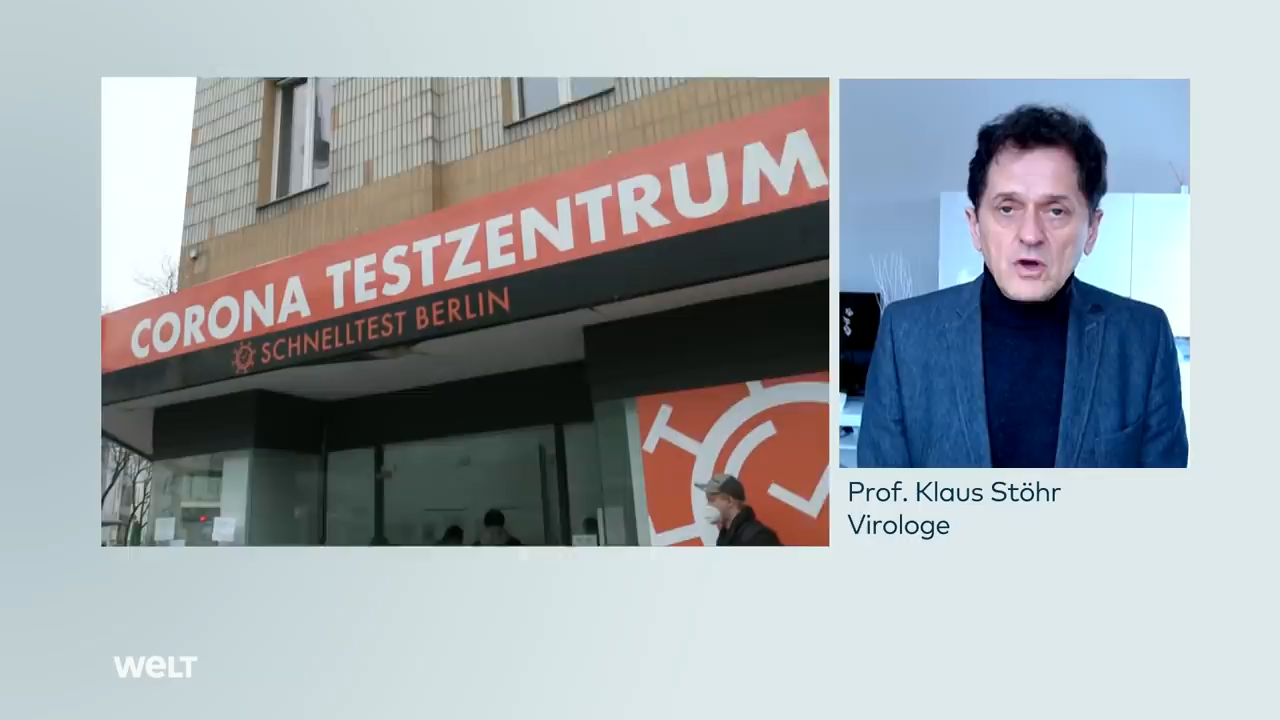 CORONA TESTZENTRUM
SCHNELLTEST BERLIN
Prof. Klaus Stöhr
Virologe
WELT